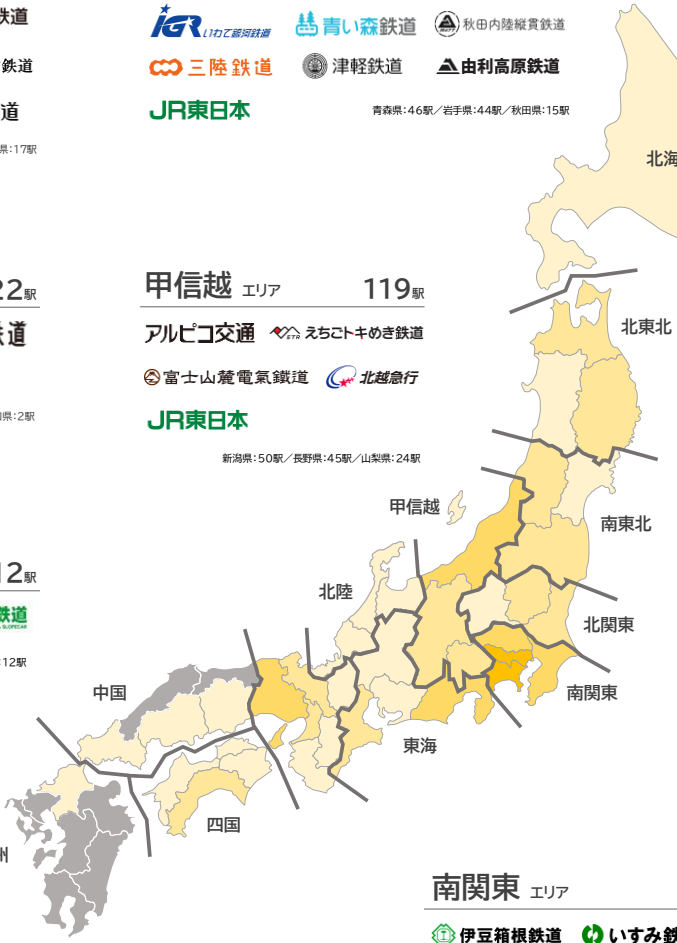 鉄道
鉄道
道
県:17駅
IGR いわて銀河鉄道 青い森鉄道 秋田内陸縦貫鉄道
三陸鉄道 津軽鉄道 由利高原鉄道
JR東日本
青森県:46駅/岩手県:44駅/秋田県:15駅
22駅
鉄道
県:2駅
12駅
鉄道
SLOPECAR
:12駅
甲信越 エリア 119駅
アルピコ交通 ETR えちごトキめき鉄道
富士山麓電氣鐵道 北越急行
JR東日本
新潟県:50駅/長野県:45駅/山梨県:24駅
北海
北東北
甲信越
南東北
北陸
北関東
中国
南関東
東海
四国
州
南関東 エリア
伊豆箱根鉄道 いすみ鉄